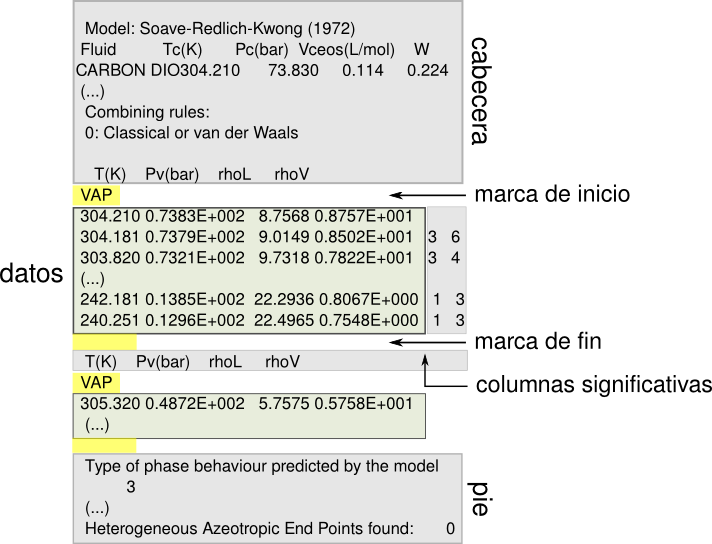 Model: Soave-Redlich-Kwong (1972)
Fluid Tc(K) Pc(bar) Vceos(L/mol) W
CARBON DIO304.210 73.830 0.114 0.224
(...)
Combining rules:
0: Classical or van der Waals
cabecera
T(K) Pv(bar) rhoL rhoV
VAP
marca de inicio
304.210 0.7383E+002 8.7568 0.8757E+001
304.181 0.7379E+002 9.0149 0.8502E+001 3 6
303.820 0.7321E+002 9.7318 0.7822E+001 3 4
datos
(...)
242.181 0.1385E+002 22.2936 0.8067E+000 1 3
240.251 0.1296E+002 22.4965 0.7548E+000 1 3
marca de fin
T(K) Pv(bar) rhoL rhoV
VAP
columnas significativas
305.320 0.4872E+002 5.7575 0.5758E+001
(...)
Type of phase behaviour predicted by the model
3
(...)
Heterogeneous Azeotropic End Points found: 0
pie